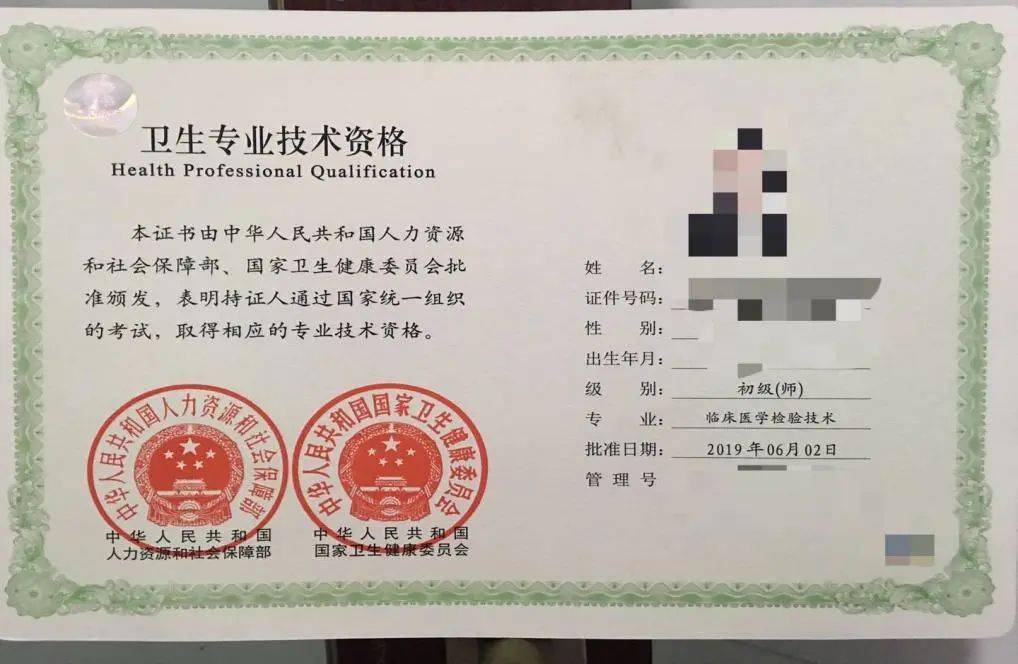 卫生专业技术资格
Health Professional Qualification
本证书由中华人民共和国人力资源
和社会保障部、国家卫生健康委员会批
准颁发，表明持证人通过国家统一组织
的考试，取得相应的专业技术资格。
中华人民共和国人力资源和社会保障部
中华人民共和国国家卫生健康委员会
中华人民共和国
人力资源和社会保障部
中华人民共和国
国家卫生健康委员会
姓 名：
证件号码：
性 别：
出生年月：
级 别： 初级(师)
专 业： 临床医学检验技术
批准日期： 2019年06月02日
管 理 号